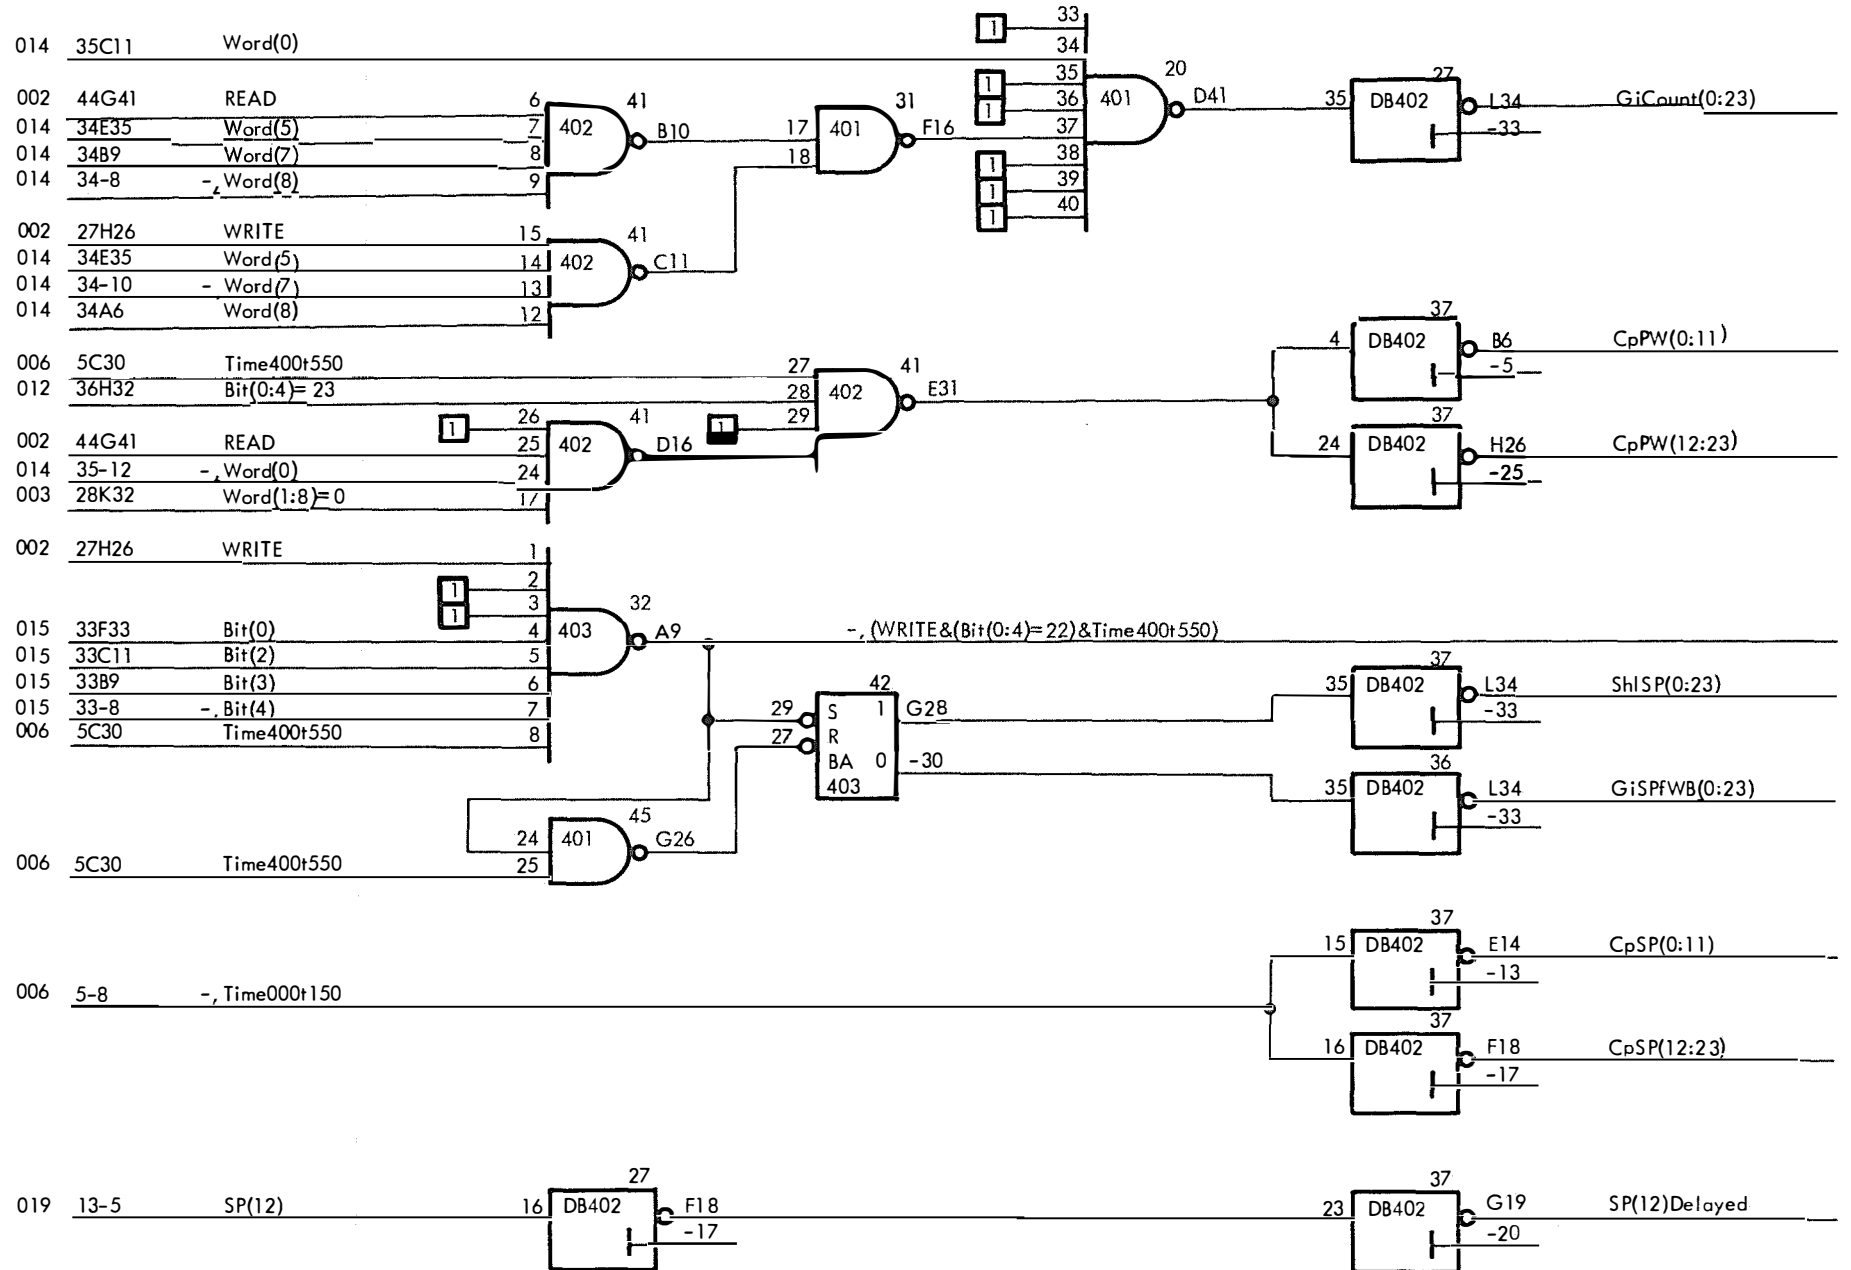 33
014 35C11 Word(0) 34
1
35
1
36
1
37
38
1
39
1
40
1
401
20
D41
35
DB402
27
L34
GiCount(0:23)
-33
002 44G41 READ 6
014 34E35 Word(5) 7
014 34B9 Word(7) 8
014 34-8 -, Word(8) 9
402
41
B10
17
18
401
31
F16
002 27H26 WRITE 15
014 34E35 Word(5) 14
014 34-10 - Word(7) 13
014 34A6 Word(8) 12
402
41
C11
006 5C30 Time400t550 27
012 36H32 Bit(0:4)= 23 28
1
29
402
41
E31
4
DB402
37
B6
CpPW(0:11)
-5
24
DB402
37
H26
CpPW(12:23)
-25
1
26
002 44G41 READ 25
014 35-12 -, Word(0) 24
003 28K32 Word(1:8)= 0 17
402
41
D16
002 27H26 WRITE 1
1
2
1
3
015 33F33 Bit(0) 4
015 33C11 Bit(2) 5
015 33B9 Bit(3) 6
015 33-8 -, Bit(4) 7
006 5C30 Time400t550 8
403
32
A9
-, (WRITE&(Bit(0:4)= 22)&Time400t550)
29
27
S 1
R
BA 0
403
42
G28
-30
35
DB402
37
L34
ShlSP(0:23)
-33
35
DB402
36
L34
GiSPfWB(0:23)
-33
24
006 5C30 Time400t550 25
401
45
G26
006 5-8 -, Time000t150
15
DB402
37
E14
CpSP(0:11)
-13
16
DB402
37
F18
CpSP(12:23)
-17
019 13-5 SP(12) 16
DB402
27
F18
-17
23
DB402
37
G19
SP(12)Delayed
-20